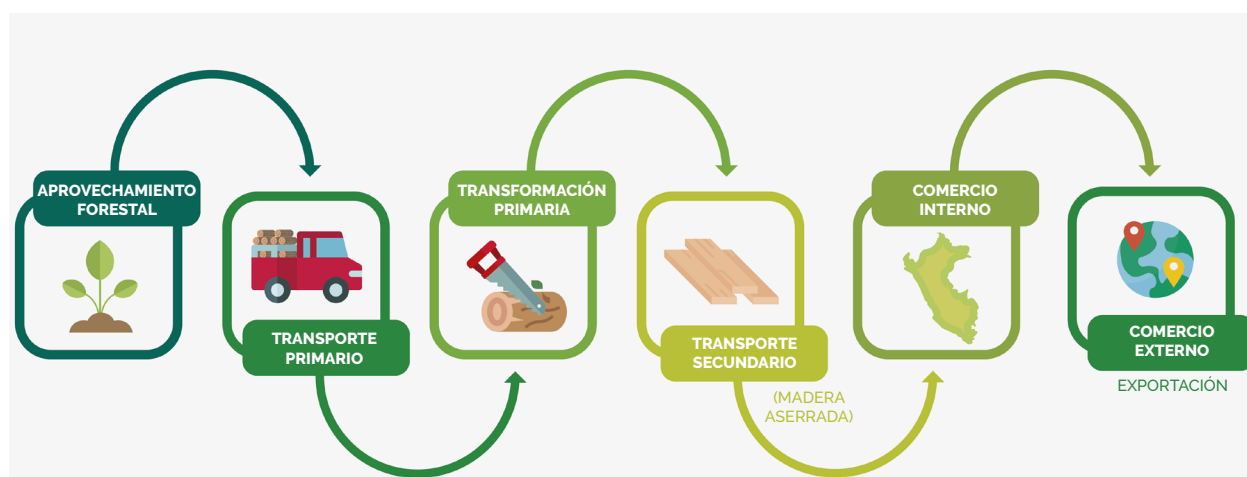 APROVECHAMIENTO
FORESTAL
TRANSPORTE
PRIMARIO
TRANSFORMACIÓN
PRIMARIA
TRANSPORTE
SECUNDARIO
(MADERA
ASERRADA)
COMERCIO
INTERNO
COMERCIO
EXTERNO
EXPORTACIÓN